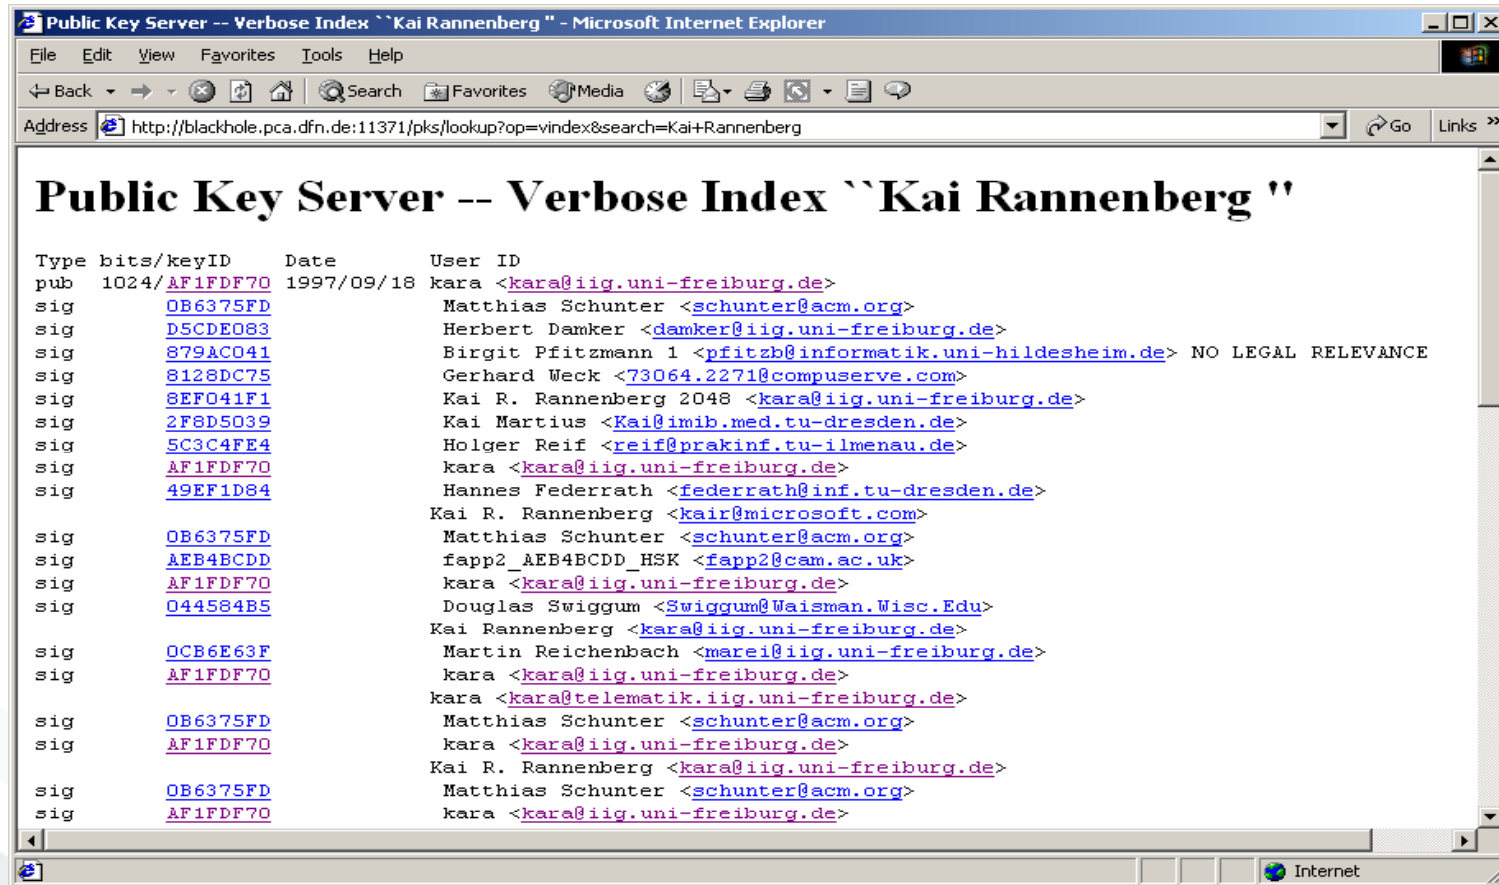 Public Key Server -- Verbose Index ``Kai Rannenberg '' - Microsoft Internet Explorer
File Edit View Favorites Tools Help
Back Search Favorites Media
Address http://blackhole.pca.dfn.de:11371/pks/lookup?op=vindex&search=Kai+Rannenberg Go Links »
Public Key Server -- Verbose Index ``Kai Rannenberg ''
Type bits/keyID Date User ID
pub 1024/AF1FDF70 1997/09/18 kara <kara@iig.uni-freiburg.de>
sig 0B6375FD Matthias Schunter <schunter@acm.org>
sig D5CDE083 Herbert Damker <damker@iig.uni-freiburg.de>
sig 879AC041 Birgit Pfitzmann 1 <pfitzb@informatik.uni-hildesheim.de> NO LEGAL RELEVANCE
sig 8128DC75 Gerhard Weck <73064.2271@compuserve.com>
sig 8EF041F1 Kai R. Rannenberg 2048 <kara@iig.uni-freiburg.de>
sig 2F8D5039 Kai Martius <Kai@imib.med.tu-dresden.de>
sig 5C3C4FE4 Holger Reif <reif@prakinf.tu-ilmenau.de>
sig AF1FDF70 kara <kara@iig.uni-freiburg.de>
sig 49EF1D84 Hannes Federrath <federrath@inf.tu-dresden.de>
Kai R. Rannenberg <kair@microsoft.com>
sig 0B6375FD Matthias Schunter <schunter@acm.org>
sig AEB4BCDD fapp2_AEB4BCDD_HSK <fapp2@cam.ac.uk>
sig AF1FDF70 kara <kara@iig.uni-freiburg.de>
sig 044584B5 Douglas Swiggum <Swiggum@Waisman.Wisc.Edu>
Kai Rannenberg <kara@iig.uni-freiburg.de>
sig 0CB6E63F Martin Reichenbach <marei@iig.uni-freiburg.de>
sig AF1FDF70 kara <kara@iig.uni-freiburg.de>
kara <kara@telematik.iig.uni-freiburg.de>
sig 0B6375FD Matthias Schunter <schunter@acm.org>
sig AF1FDF70 kara <kara@iig.uni-freiburg.de>
Kai R. Rannenberg <kara@iig.uni-freiburg.de>
sig 0B6375FD Matthias Schunter <schunter@acm.org>
sig AF1FDF70 kara <kara@iig.uni-freiburg.de>
Internet